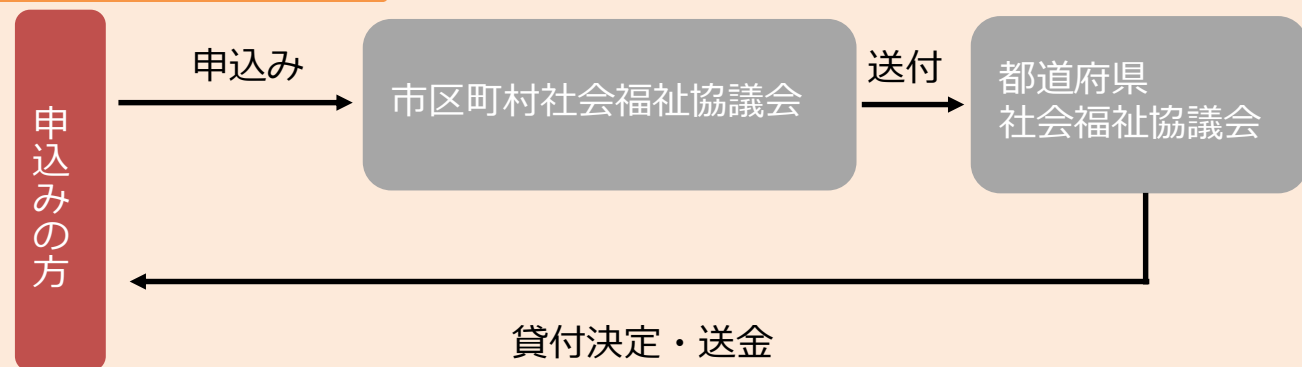 申込みの方
申込み
市区町村社会福祉協議会
送付
都道府県
社会福祉協議会
貸付決定・送金